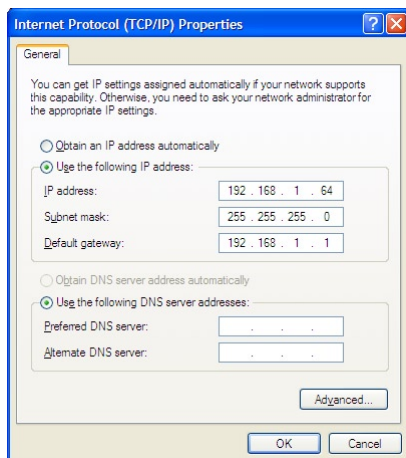 Internet Protocol (TCP/IP) Properties
General
You can get IP settings assigned automatically if your network supports
this capability. Otherwise, you need to ask your network administrator for
the appropriate IP settings.
Obtain an IP address automatically
Use the following IP address:
IP address: 192 . 168 . 1 . 64
Subnet mask: 255 . 255 . 255 . 0
Default gateway: 192 . 168 . 1 . 1
Obtain DNS server address automatically
Use the following DNS server addresses:
Preferred DNS server: . . .
Alternate DNS server: . . .
Advanced...
OK Cancel